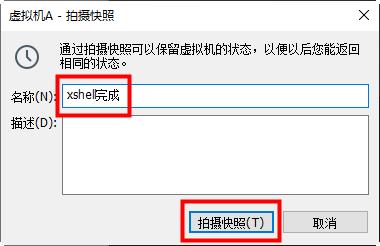 虚拟机A - 拍摄快照
通过拍摄快照可以保留虚拟机的状态，以便以后您能返回
相同的状态。
名称(N): xshell完成
描述(D):
拍摄快照(T) 取消